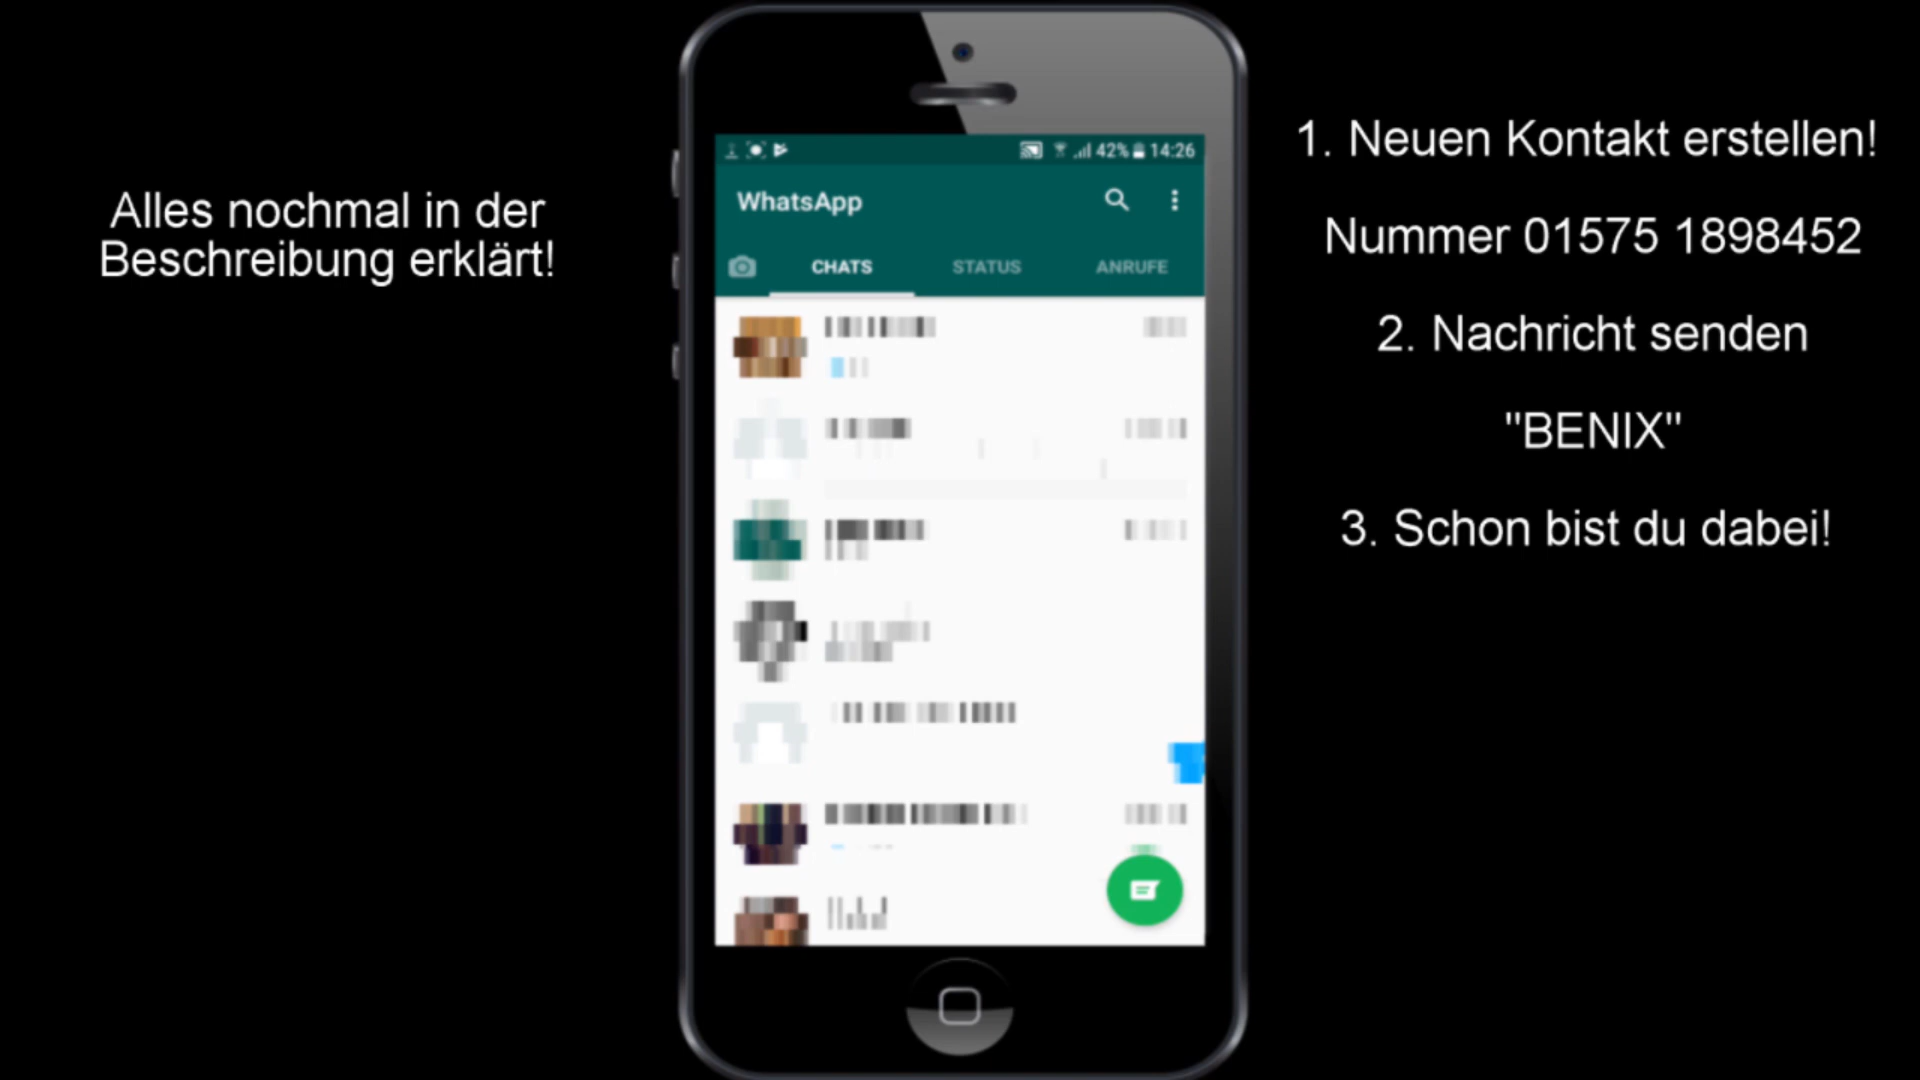 Alles nochmal in der
Beschreibung erklärt!
42% 14:26
WhatsApp
CHATS STATUS ANRUFE
1. Neuen Kontakt erstellen!
Nummer 01575 1898452
2. Nachricht senden
"BENIX"
3. Schon bist du dabei!